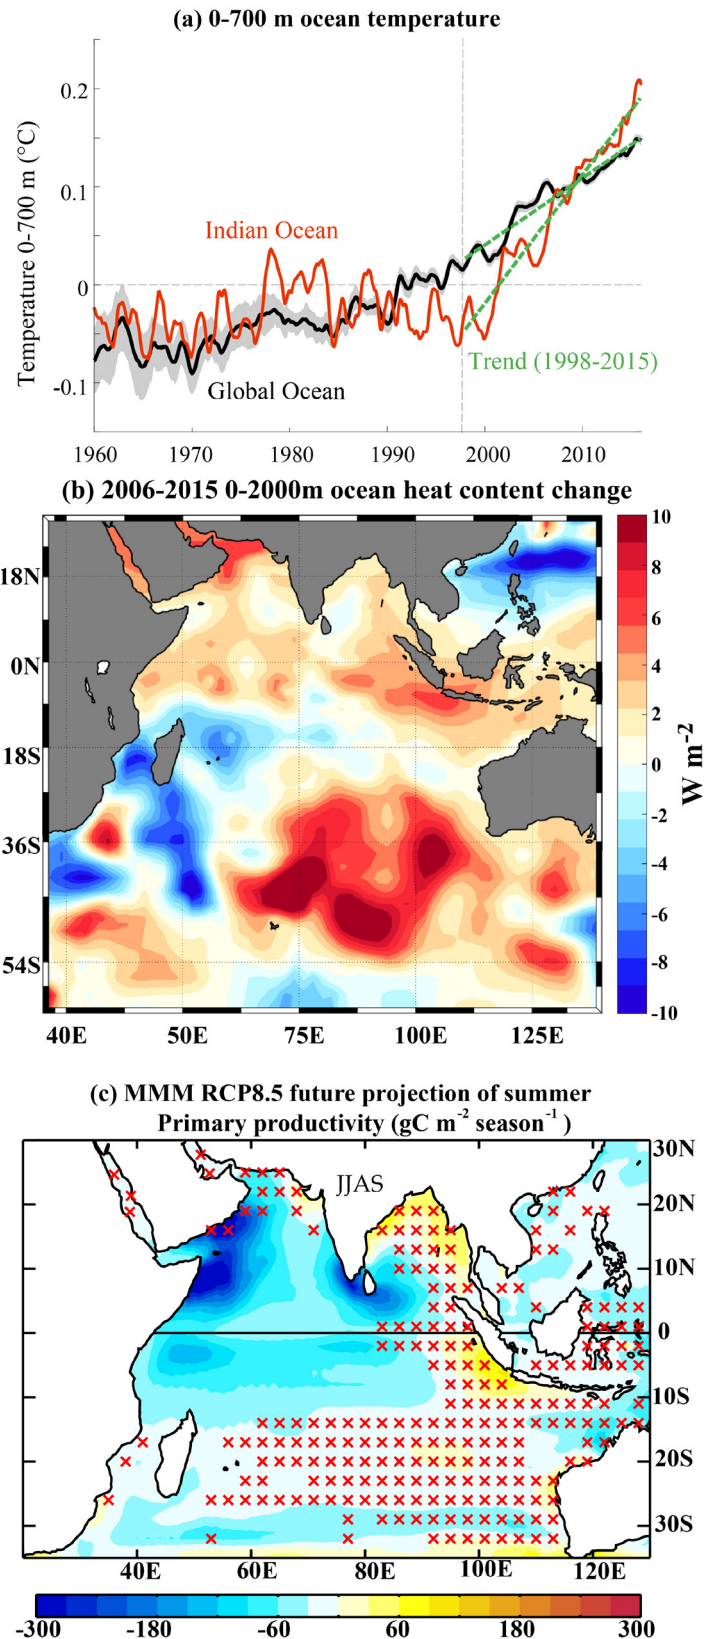 (a) 0-700 m ocean temperature
Temperature 0-700 m (°C)
0.2
0.1
0
-0.1
Indian Ocean
Global Ocean
Trend (1998-2015)
1960 1970 1980 1990 2000 2010
(b) 2006-2015 0-2000m ocean heat content change
18N
0N
18S
36S
54S
40E 50E 75E 100E 125E
10
8
6
4
2
0
-2
-4
-6
-8
-10
W m-2
(c) MMM RCP8.5 future projection of summer
Primary productivity (gC m-2 season-1 )
JJAS
30N
20N
10N
0
10S
20S
30S
40E 60E 80E 100E 120E
-300 -180 -60 60 180 300